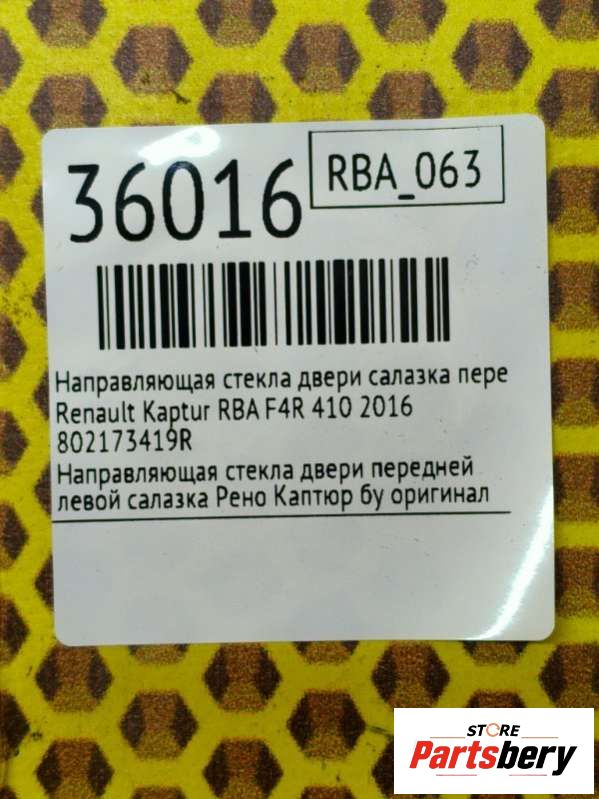 36016
RBA_063
Направляющая стекла двери салазка пере
Renault Kaptur RBA F4R 410 2016
802173419R
Направляющая стекла двери передней
левой салазка Рено Каптюр бу оригинал
STORE
Partsbery